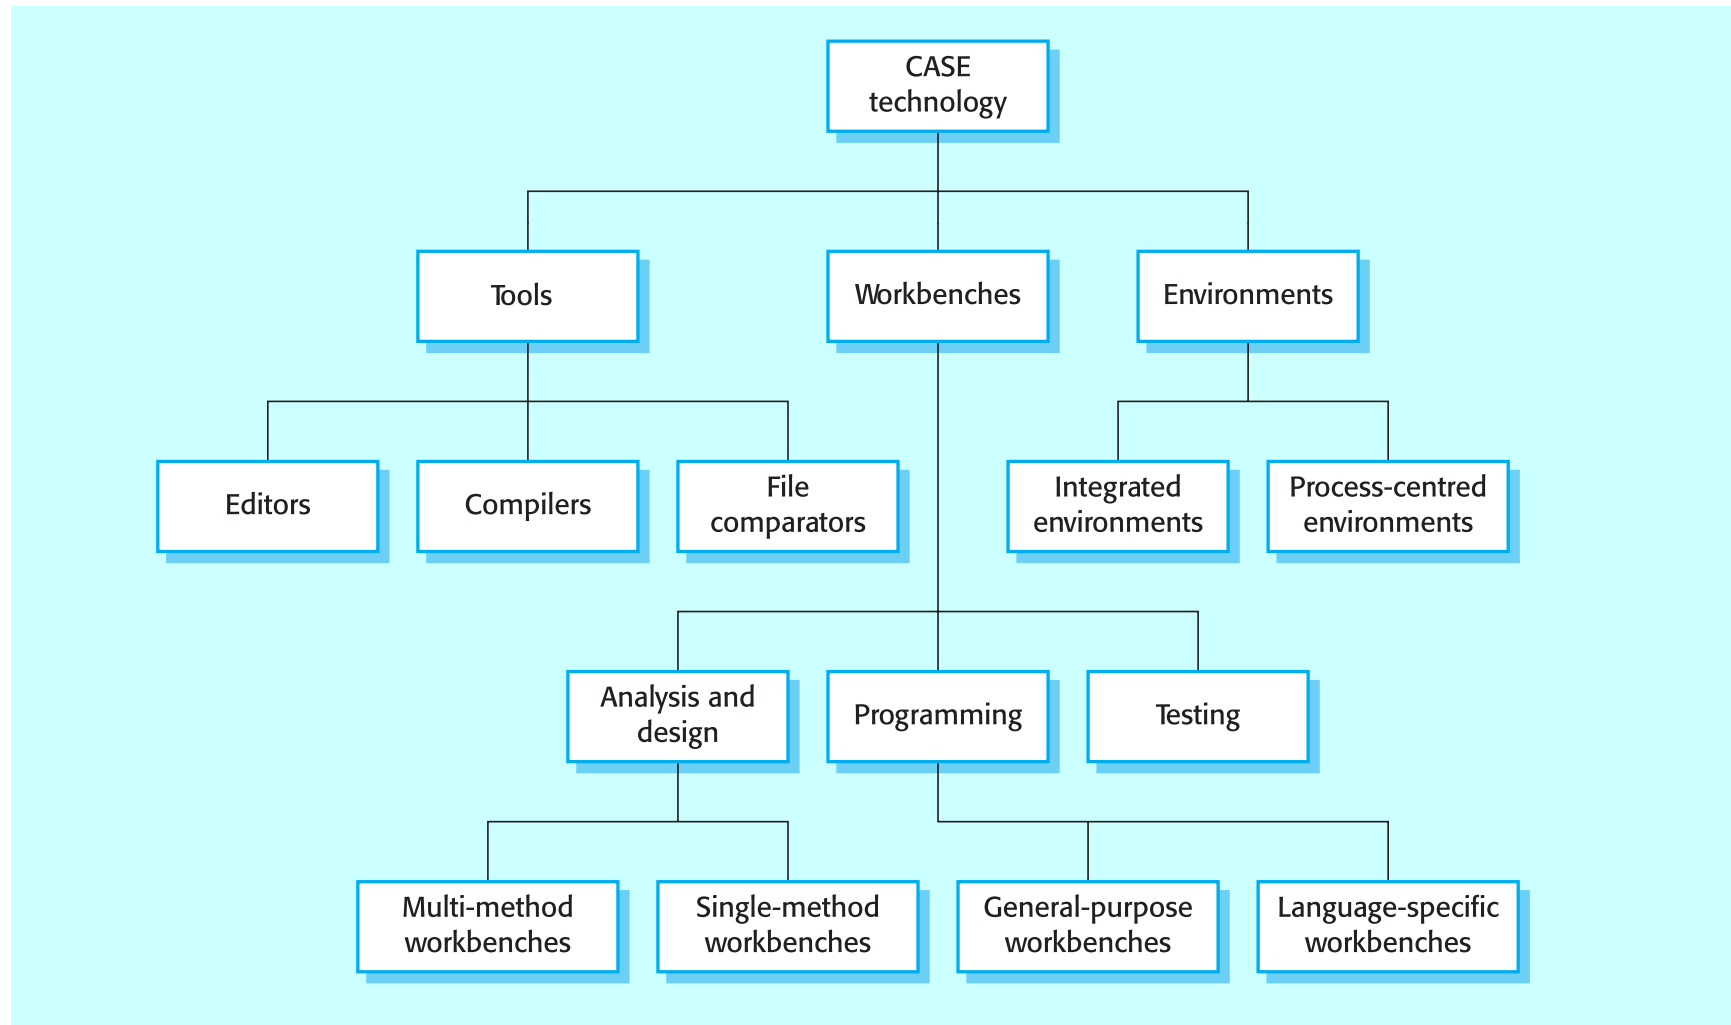 CASE
technology
Tools
Workbenches
Environments
Editors
Compilers
File
comparators
Integrated
environments
Process-centred
environments
Analysis and
design
Programming
Testing
Multi-method
workbenches
Single-method
workbenches
General-purpose
workbenches
Language-specific
workbenches